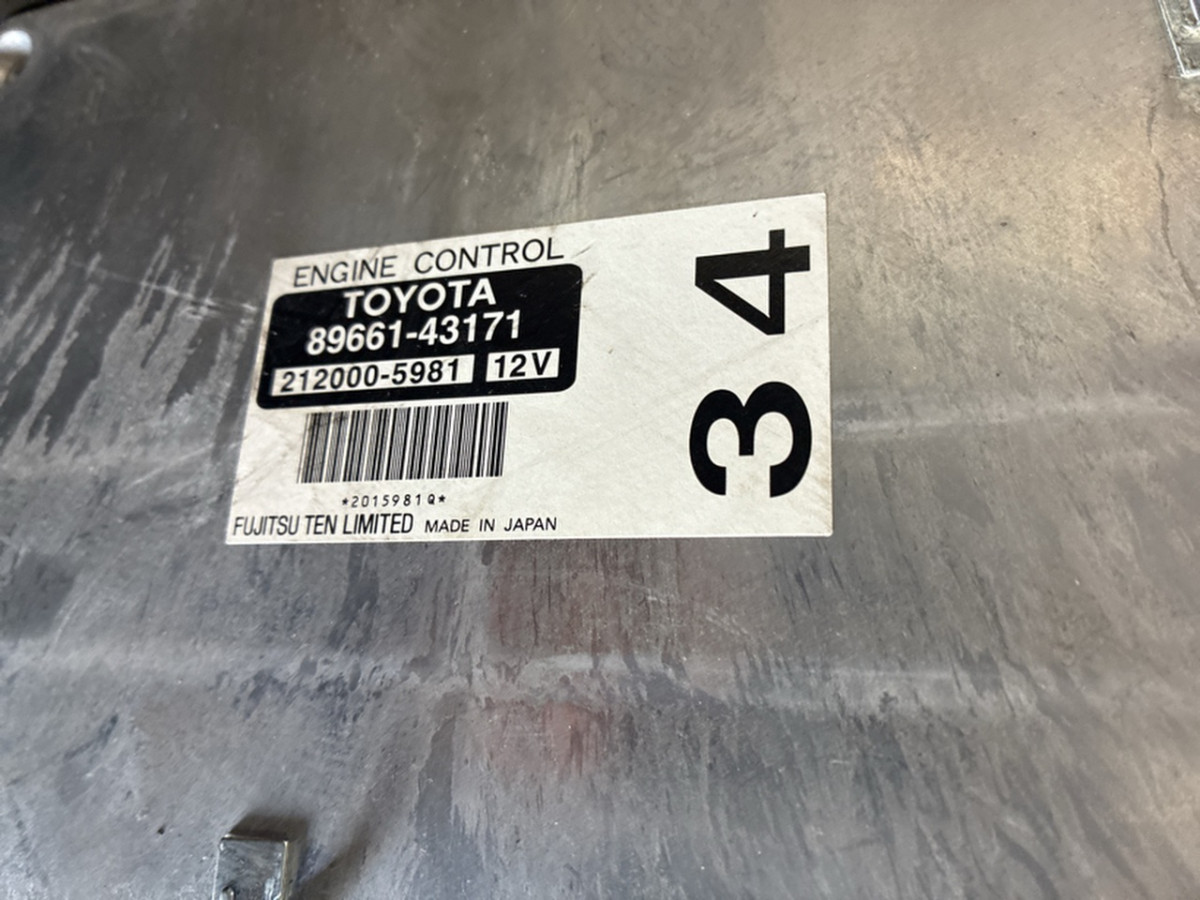 ENGINE CONTROL
TOYOTA
89661-43171
212000-5981 12V
*2015981Q*
FUJITSU TEN LIMITED MADE IN JAPAN
34